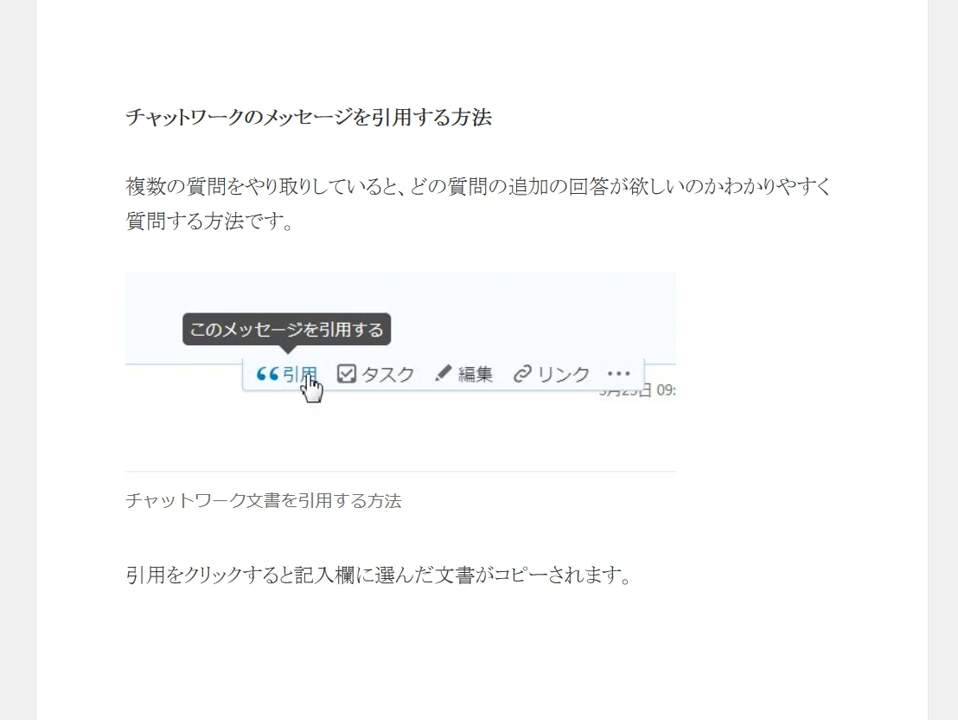 チャットワークのメッセージを引用する方法
複数の質問をやり取りしていると、どの質問の追加の回答が欲しいのかわかりやすく
質問する方法です。
このメッセージを引用する
引用 タスク 編集 リンク ···
日 09:
チャットワーク文書を引用する方法
引用をクリックすると記入欄に選んだ文書がコピーされます。